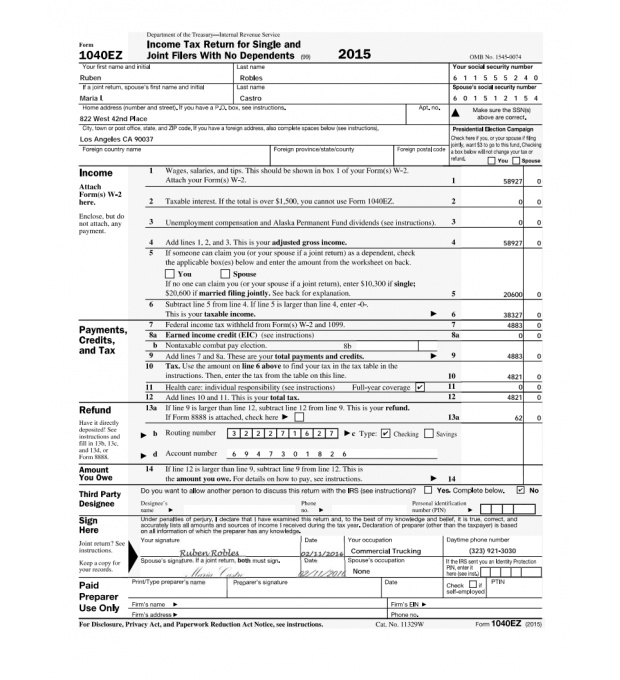 Department of the Treasury—Internal Revenue Service
Form
1040EZ
Income Tax Return for Single and
Joint Filers With No Dependents (99)
2015
OMB No. 1545-0074
Your first name and initial
Last name
Your social security number
Ruben
Robles
6 1 1 5 5 5 2 4 0
If a joint return, spouse's first name and initial
Last name
Spouse's social security number
Maria L
Castro
6 0 1 5 1 2 1 5 4
Home address (number and street). If you have a P.O. box, see instructions.
Apt. no.
Make sure the SSN(s)
above are correct.
822 West 42nd Place
City, town or post office, state, and ZIP code. If you have a foreign address, also complete spaces below (see instructions).
Presidential Election Campaign
Los Angeles CA 90037
Check here if you, or your spouse if filing
jointly, want $3 to go to this fund. Checking
a box below will not change your tax or
refund.
You Spouse
Foreign country name
Foreign province/state/county
Foreign postal code
Income
Attach
Form(s) W-2
here.
Enclose, but do
not attach, any
payment.
1 Wages, salaries, and tips. This should be shown in box 1 of your Form(s) W-2.
Attach your Form(s) W-2.
1 58927 0
2 Taxable interest. If the total is over $1,500, you cannot use Form 1040EZ.
2 0 0
3 Unemployment compensation and Alaska Permanent Fund dividends (see instructions).
3 0 0
4 Add lines 1, 2, and 3. This is your adjusted gross income.
4 58927 0
5 If someone can claim you (or your spouse if a joint return) as a dependent, check
the applicable box(es) below and enter the amount from the worksheet on back.
You Spouse
If no one can claim you (or your spouse if a joint return), enter $10,300 if single;
$20,600 if married filing jointly. See back for explanation.
5 20600 0
6 Subtract line 5 from line 4. If line 5 is larger than line 4, enter -0-.
This is your taxable income.
6 38327 0
Payments,
Credits,
and Tax
7 Federal income tax withheld from Form(s) W-2 and 1099.
7 4883 0
8a Earned income credit (EIC) (see instructions)
8a 0 0
b Nontaxable combat pay election.
8b
9 Add lines 7 and 8a. These are your total payments and credits.
9 4883 0
10 Tax. Use the amount on line 6 above to find your tax in the tax table in the
instructions. Then, enter the tax from the table on this line.
10 4821 0
11 Health care: individual responsibility (see instructions) Full-year coverage ✓
11 0 0
12 Add lines 10 and 11. This is your total tax.
12 4821 0
Refund
Have it directly
deposited! See
instructions and
fill in 13b, 13c,
and 13d, or
Form 8888.
13a If line 9 is larger than line 12, subtract line 12 from line 9. This is your refund.
If Form 8888 is attached, check here
13a 62 0
b Routing number 3 2 2 2 7 1 6 2 7 c Type: ✓ Checking Savings
d Account number 6 9 4 7 3 0 1 8 2 6
Amount
You Owe
14 If line 12 is larger than line 9, subtract line 9 from line 12. This is
the amount you owe. For details on how to pay, see instructions.
14
Third Party
Designee
Do you want to allow another person to discuss this return with the IRS (see instructions)? Yes. Complete below. ✓ No
Designee's
name
Phone
no.
Personal identification
number (PIN)
Sign
Here
Joint return? See
instructions.
Keep a copy for
your records.
Under penalties of perjury, I declare that I have examined this return and, to the best of my knowledge and belief, it is true, correct, and
accurately lists all amounts and sources of income I received during the tax year. Declaration of preparer (other than the taxpayer) is based
on all information of which the preparer has any knowledge.
Your signature
Date
Your occupation
Daytime phone number
Ruben Robles
02/11/2016
Commercial Trucking
(323) 921-3030
Spouse's signature. If a joint return, both must sign.
Date
Spouse's occupation
If the IRS sent you an Identity Protection
PIN, enter it
here (see inst.)
Maria Castro
02/11/2016
None
Paid
Preparer
Use Only
Print/Type preparer's name
Preparer's signature
Date
Check if
self-employed
PTIN
Firm's name
Firm's EIN
Firm's address
Phone no.
For Disclosure, Privacy Act, and Paperwork Reduction Act Notice, see instructions.
Cat. No. 11329W
Form 1040EZ (2015)